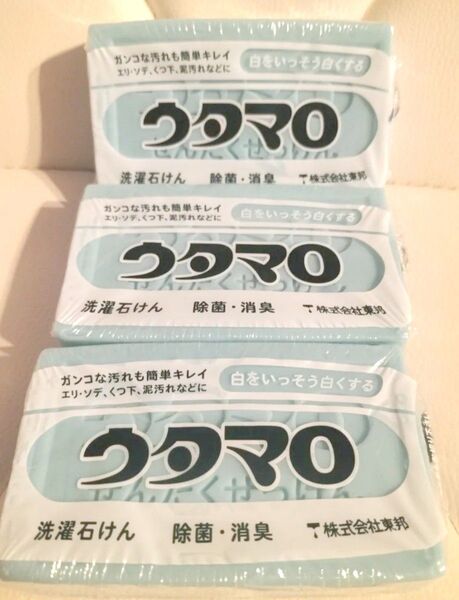 ガンコな汚れも簡単キレイ
エリ・ソデ、くつ下、泥汚れなどに
白をいっそう白くする
ウタマロ
洗濯石けん 除菌・消臭 株式会社東邦
ガンコな汚れも簡単キレイ
エリ・ソデ、くつ下、泥汚れなどに
白をいっそう白くする
ウタマロ
洗濯石けん 除菌・消臭 株式会社東邦
ガンコな汚れも簡単キレイ
エリ・ソデ、くつ下、泥汚れなどに
白をいっそう白くする
ウタマロ
せんたくせっけん
洗濯石けん 除菌・消臭 株式会社東邦